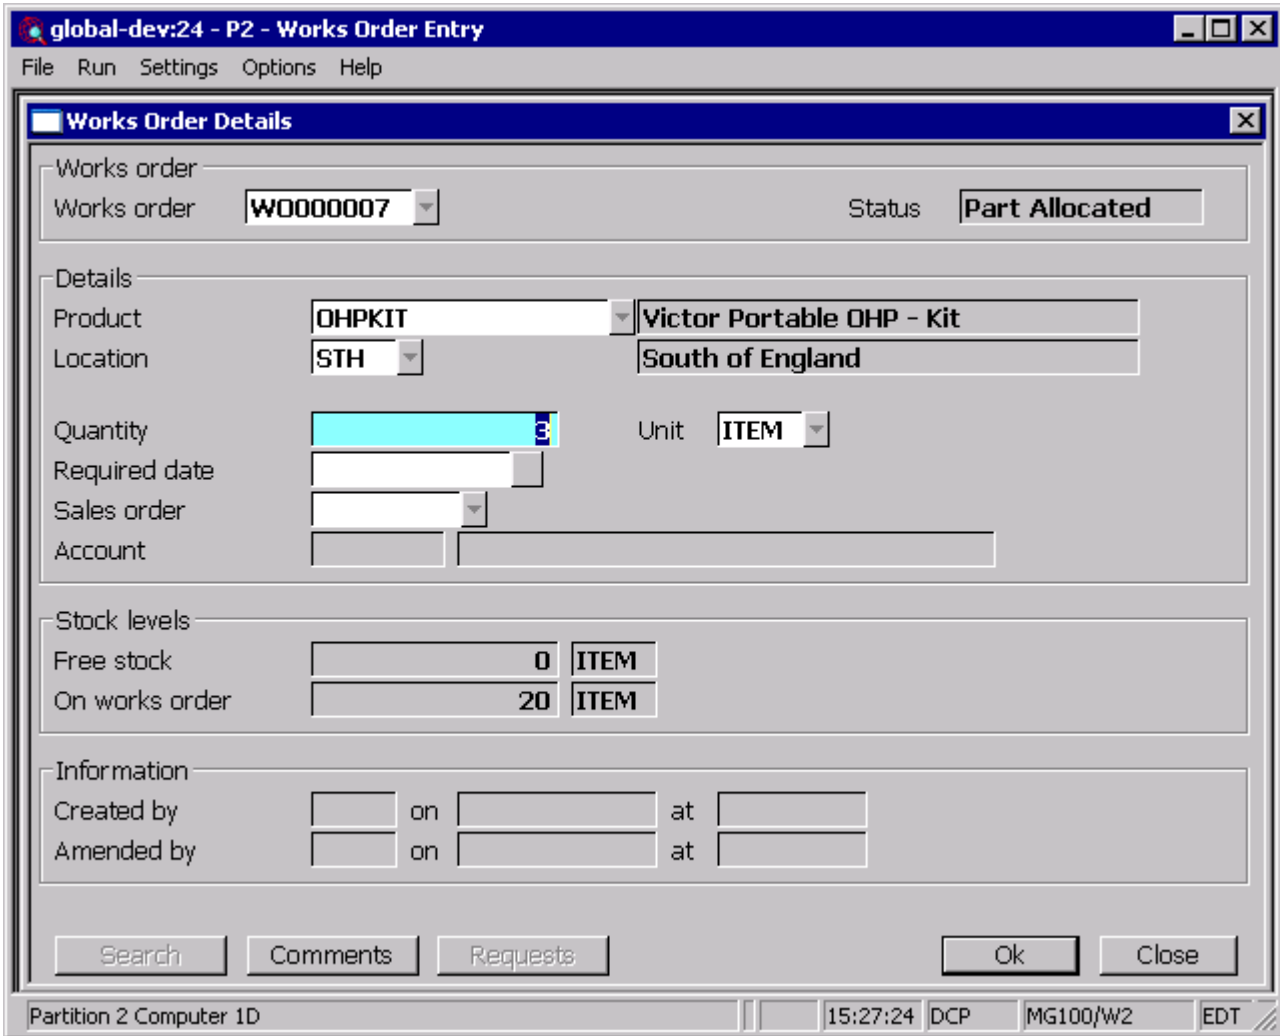 global-dev:24 - P2 - Works Order Entry
File Run Settings Options Help
Works Order Details
Works order
Works order WO000007 Status Part Allocated
Details
Product OHPKIT Victor Portable OHP - Kit
Location STH South of England
Quantity 3 Unit ITEM
Required date
Sales order
Account
Stock levels
Free stock 0 ITEM
On works order 20 ITEM
Information
Created by on at
Amended by on at
Search Comments Requests Ok Close
Partition 2 Computer 1D 15:27:24 DCP MG100/W2 EDT